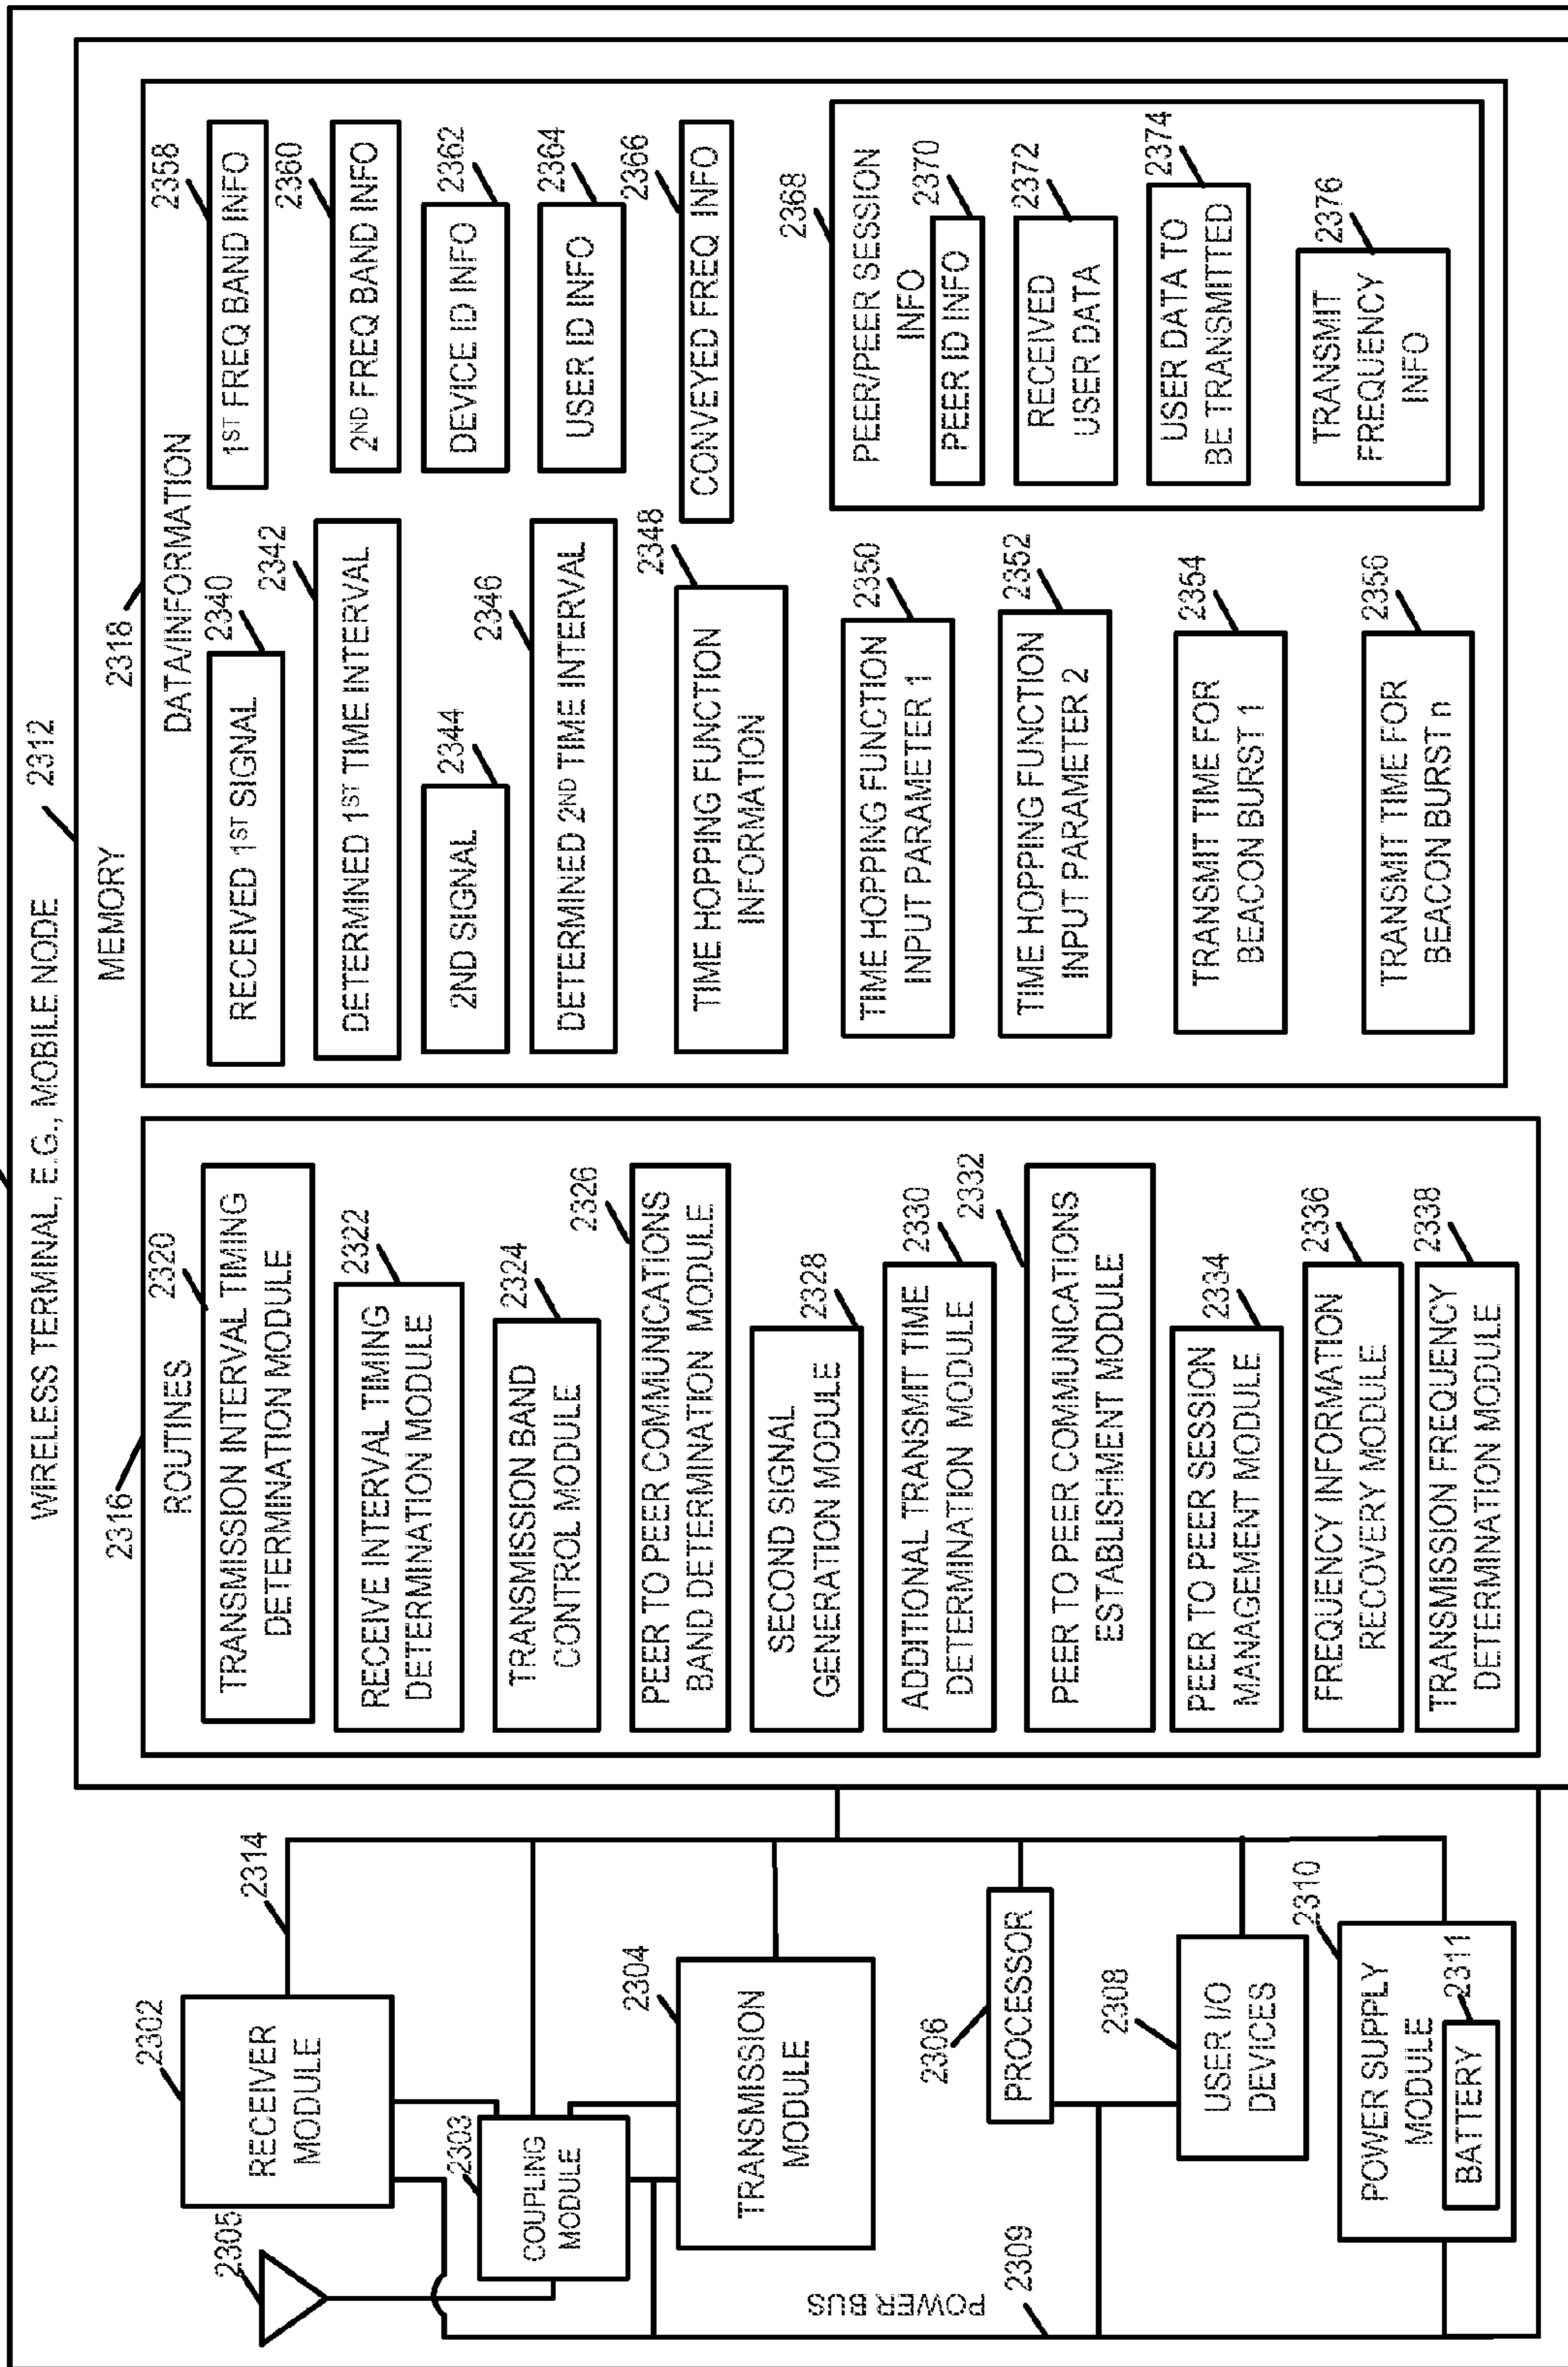 WIRELESS TERMINAL, E.G., MOBILE NODE
2312
MEMORY
2305
2302
RECEIVER
MODULE
2314
2303
COUPLING
MODULE
2304
TRANSMISSION
MODULE
POWER BUS
2309
2306
PROCESSOR
2308
USER I/O
DEVICES
2310
POWER SUPPLY
MODULE
2311
BATTERY
2316
ROUTINES
2320
TRANSMISSION INTERVAL TIMING
DETERMINATION MODULE
2322
RECEIVE INTERVAL TIMING
DETERMINATION MODULE
2324
TRANSMISSION BAND
CONTROL MODULE
2326
PEER TO PEER COMMUNICATIONS
BAND DETERMINATION MODULE
2328
SECOND SIGNAL
GENERATION MODULE
2330
ADDITIONAL TRANSMIT TIME
DETERMINATION MODULE
2332
PEER TO PEER COMMUNICATIONS
ESTABLISHMENT MODULE
2334
PEER TO PEER SESSION
MANAGEMENT MODULE
2336
FREQUENCY INFORMATION
RECOVERY MODULE
2338
TRANSMISSION FREQUENCY
DETERMINATION MODULE
2318
DATA/INFORMATION
2340
RECEIVED 1ST SIGNAL
2342
DETERMINED 1ST TIME INTERVAL
2344
2ND SIGNAL
2346
DETERMINED 2ND TIME INTERVAL
2348
TIME HOPPING FUNCTION
INFORMATION
2350
TIME HOPPING FUNCTION
INPUT PARAMETER 1
2352
TIME HOPPING FUNCTION
INPUT PARAMETER 2
2354
TRANSMIT TIME FOR
BEACON BURST 1
2356
TRANSMIT TIME FOR
BEACON BURST n
2358
1ST FREQ BAND INFO
2360
2ND FREQ BAND INFO
2362
DEVICE ID INFO
2364
USER ID INFO
2366
CONVEYED FREQ INFO
2368
PEER/PEER SESSION
INFO
2370
PEER ID INFO
2372
RECEIVED
USER DATA
2374
USER DATA TO
BE TRANSMITTED
2376
TRANSMIT
FREQUENCY
INFO